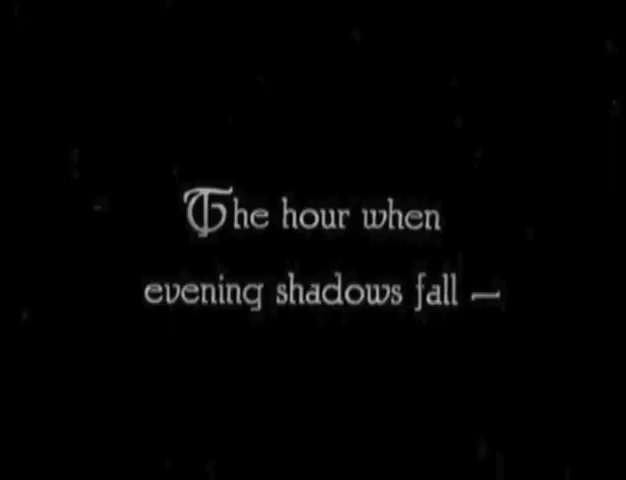 The hour when
evening shadows fall —